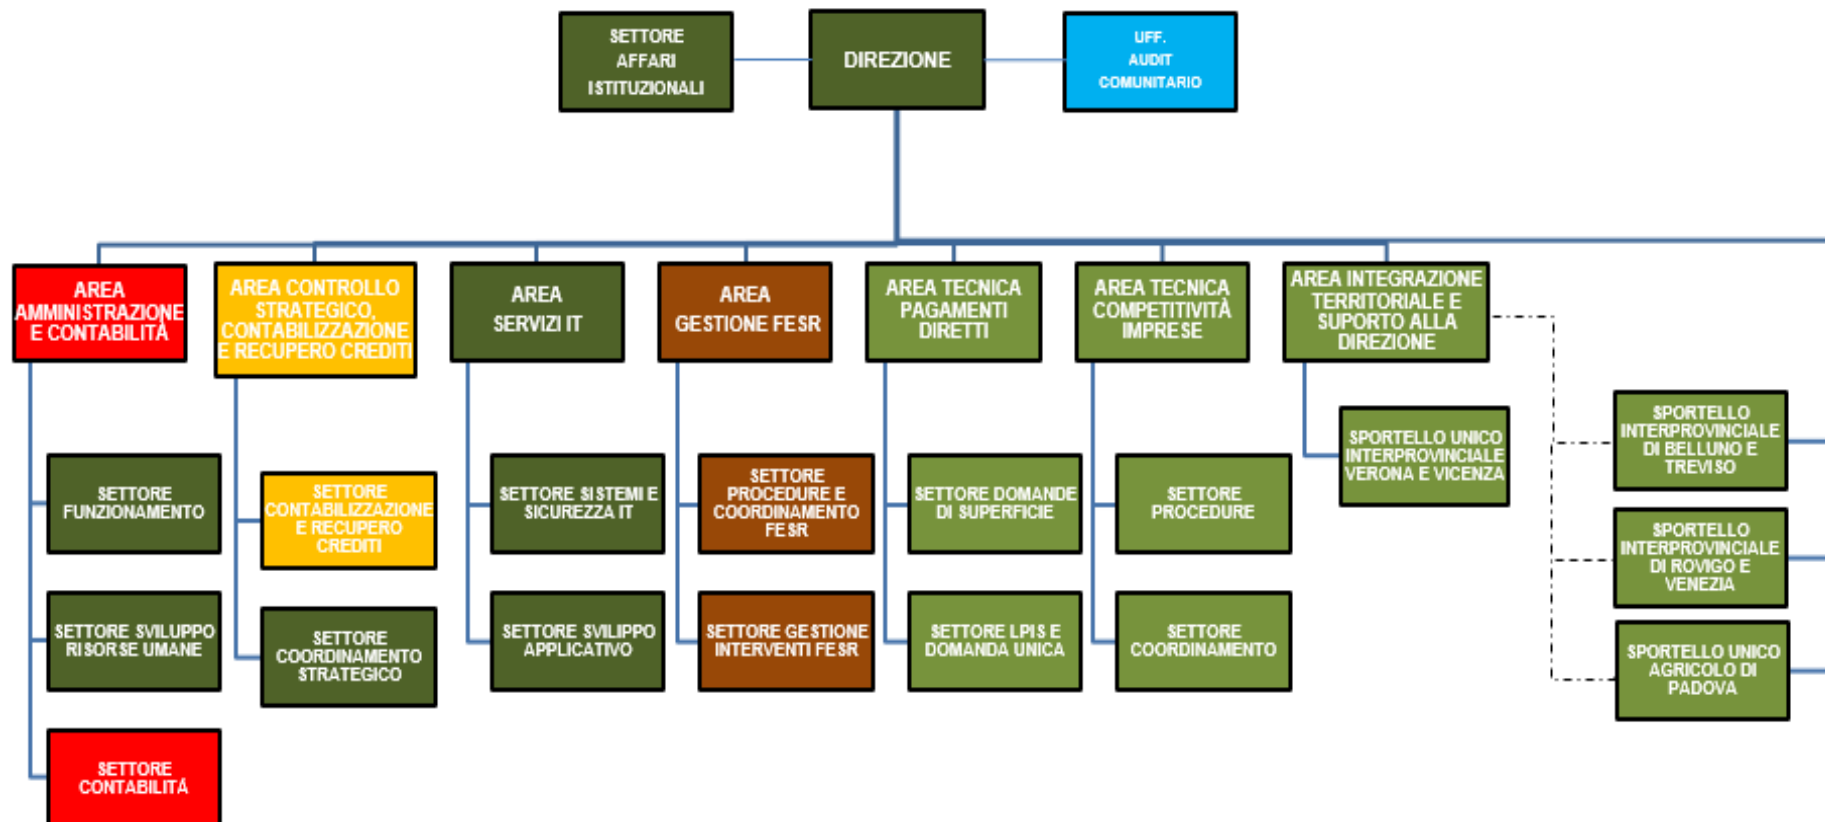 SETTORE
AFFARI
ISTITUZIONALI
DIREZIONE
UFF.
AUDIT
COMUNITARIO
AREA
AMMINISTRAZIONE
E CONTABILITÀ
AREA CONTROLLO
STRATEGICO,
CONTABILIZZAZIONE
E RECUPERO CREDITI
AREA
SERVIZI IT
AREA
GESTIONE FESR
AREA TECNICA
PAGAMENTI
DIRETTI
AREA TECNICA
COMPETITIVITÀ
IMPRESE
AREA INTEGRAZIONE
TERRITORIALE E
SUPORTO ALLA
DIREZIONE
SETTORE
FUNZIONAMENTO
SETTORE SVILUPPO
RISORSE UMANE
SETTORE
CONTABILITÁ
SETTORE
CONTABILIZZAZIONE
E RECUPERO
CREDITI
SETTORE
COORDINAMENTO
STRATEGICO
SETTORE SISTEMI E
SICUREZZA IT
SETTORE SVILIPPO
APPLICATIVO
SETTORE
PROCEDURE E
COORDINAMENTO
FESR
SETTORE GESTIONE
INTERVENTI FESR
SETTORE DOMANDE
DI SUPERFICIE
SETTORE LPIS E
DOMANDA UNICA
SETTORE
PROCEDURE
SETTORE
COORDINAMENTO
SPORTELLO UNICO
INTERPROVINCIALE
VERONA E VICENZA
SPORTELLO
INTERPROVINCIALE
DI BELLUNO E
TREVISO
SPORTELLO
INTERPROVINCIALE
DI ROVIGO E
VENEZIA
SPORTELLO UNICO
AGRICOLO DI
PADOVA